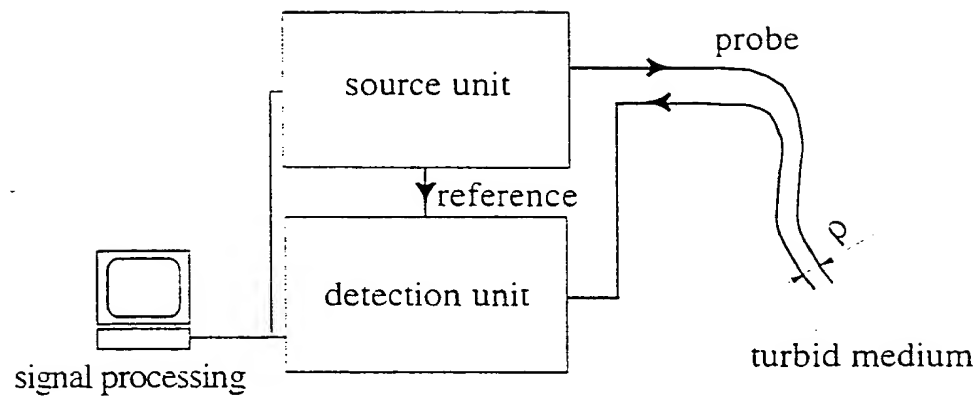 probe
source unit
reference
ρ
detection unit
turbid medium
signal processing